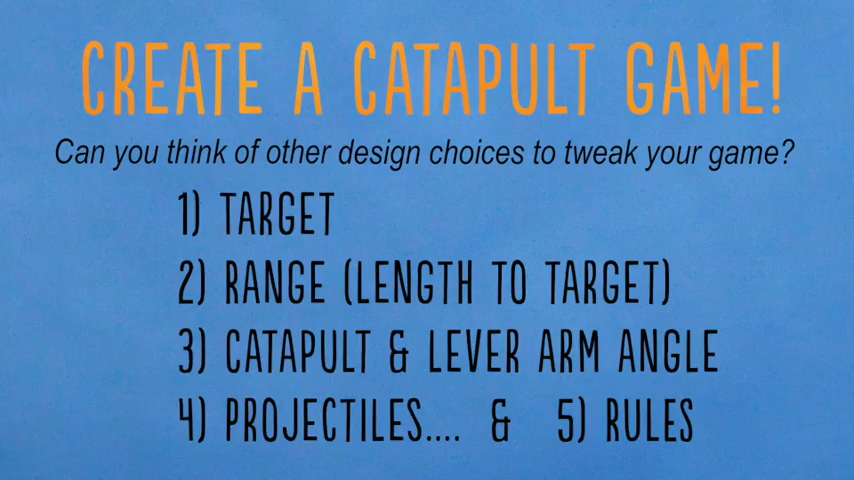 CREATE A CATAPULT GAME!
Can you think of other design choices to tweak your game?
1) TARGET
2) RANGE (LENGTH TO TARGET)
3) CATAPULT & LEVER ARM ANGLE
4) PROJECTILES.... & 5) RULES